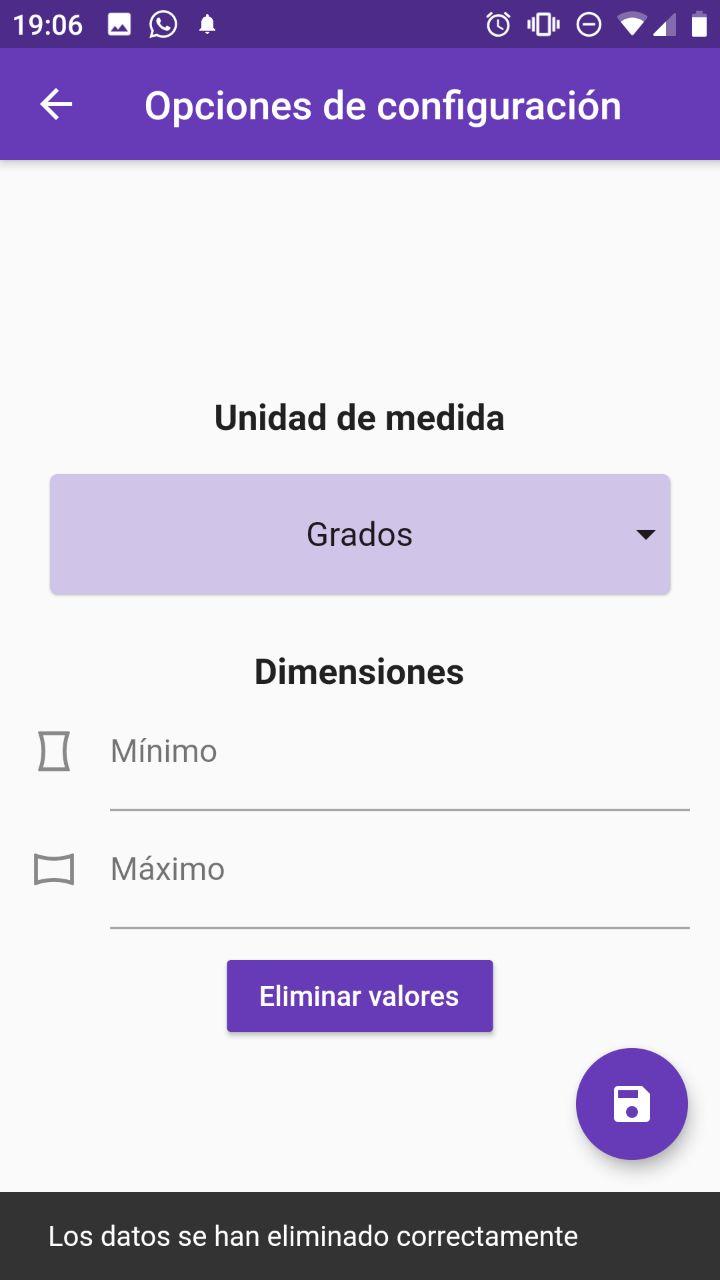 19:06
Opciones de configuración
Unidad de medida
Grados
Dimensiones
Mínimo
Máximo
Eliminar valores
Los datos se han eliminado correctamente